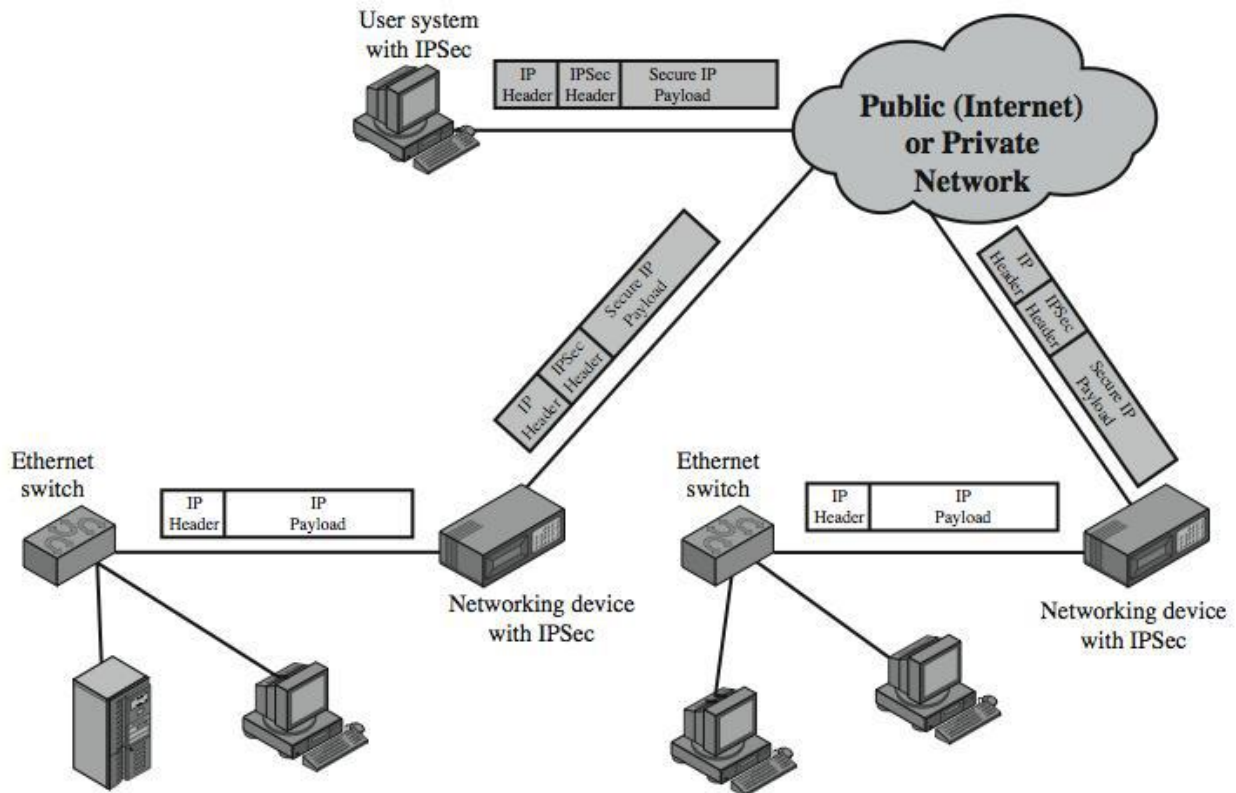 User system
with IPSec
IP
Header
IPSec
Header
Secure IP
Payload
Public (Internet)
or Private
Network
IP
Header
IPSec
Header
Secure IP
Payload
IP
Header
IPSec
Header
Secure IP
Payload
Ethernet
switch
IP
Header
IP
Payload
Networking device
with IPSec
Ethernet
switch
IP
Header
IP
Payload
Networking device
with IPSec